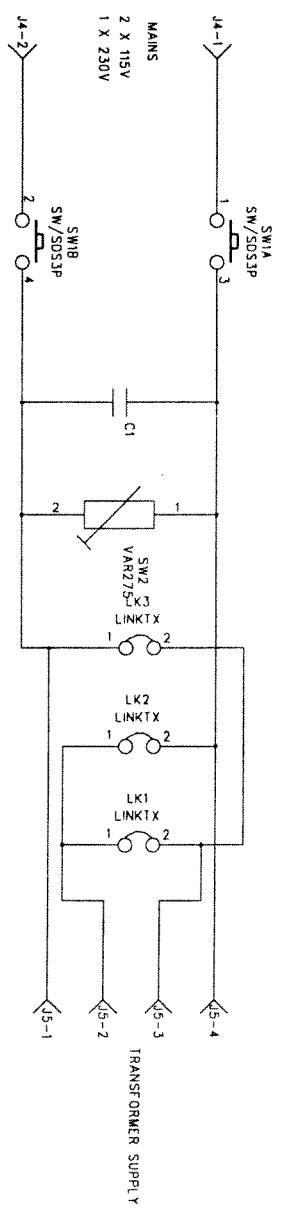 J4-2
J4-1
MAINS
2 X 115V
1 X 230V
2
SW/SDS3P
SW1B
4
1
SW1A
SW/SDS3P
3
C1
2
1
SW2
VAR275
LK3
LINKTX
1
2
LK2
LINKTX
1
2
LK1
LINKTX
1
2
J5-1
J5-2
J5-3
J5-4
TRANSFORMER SUPPLY